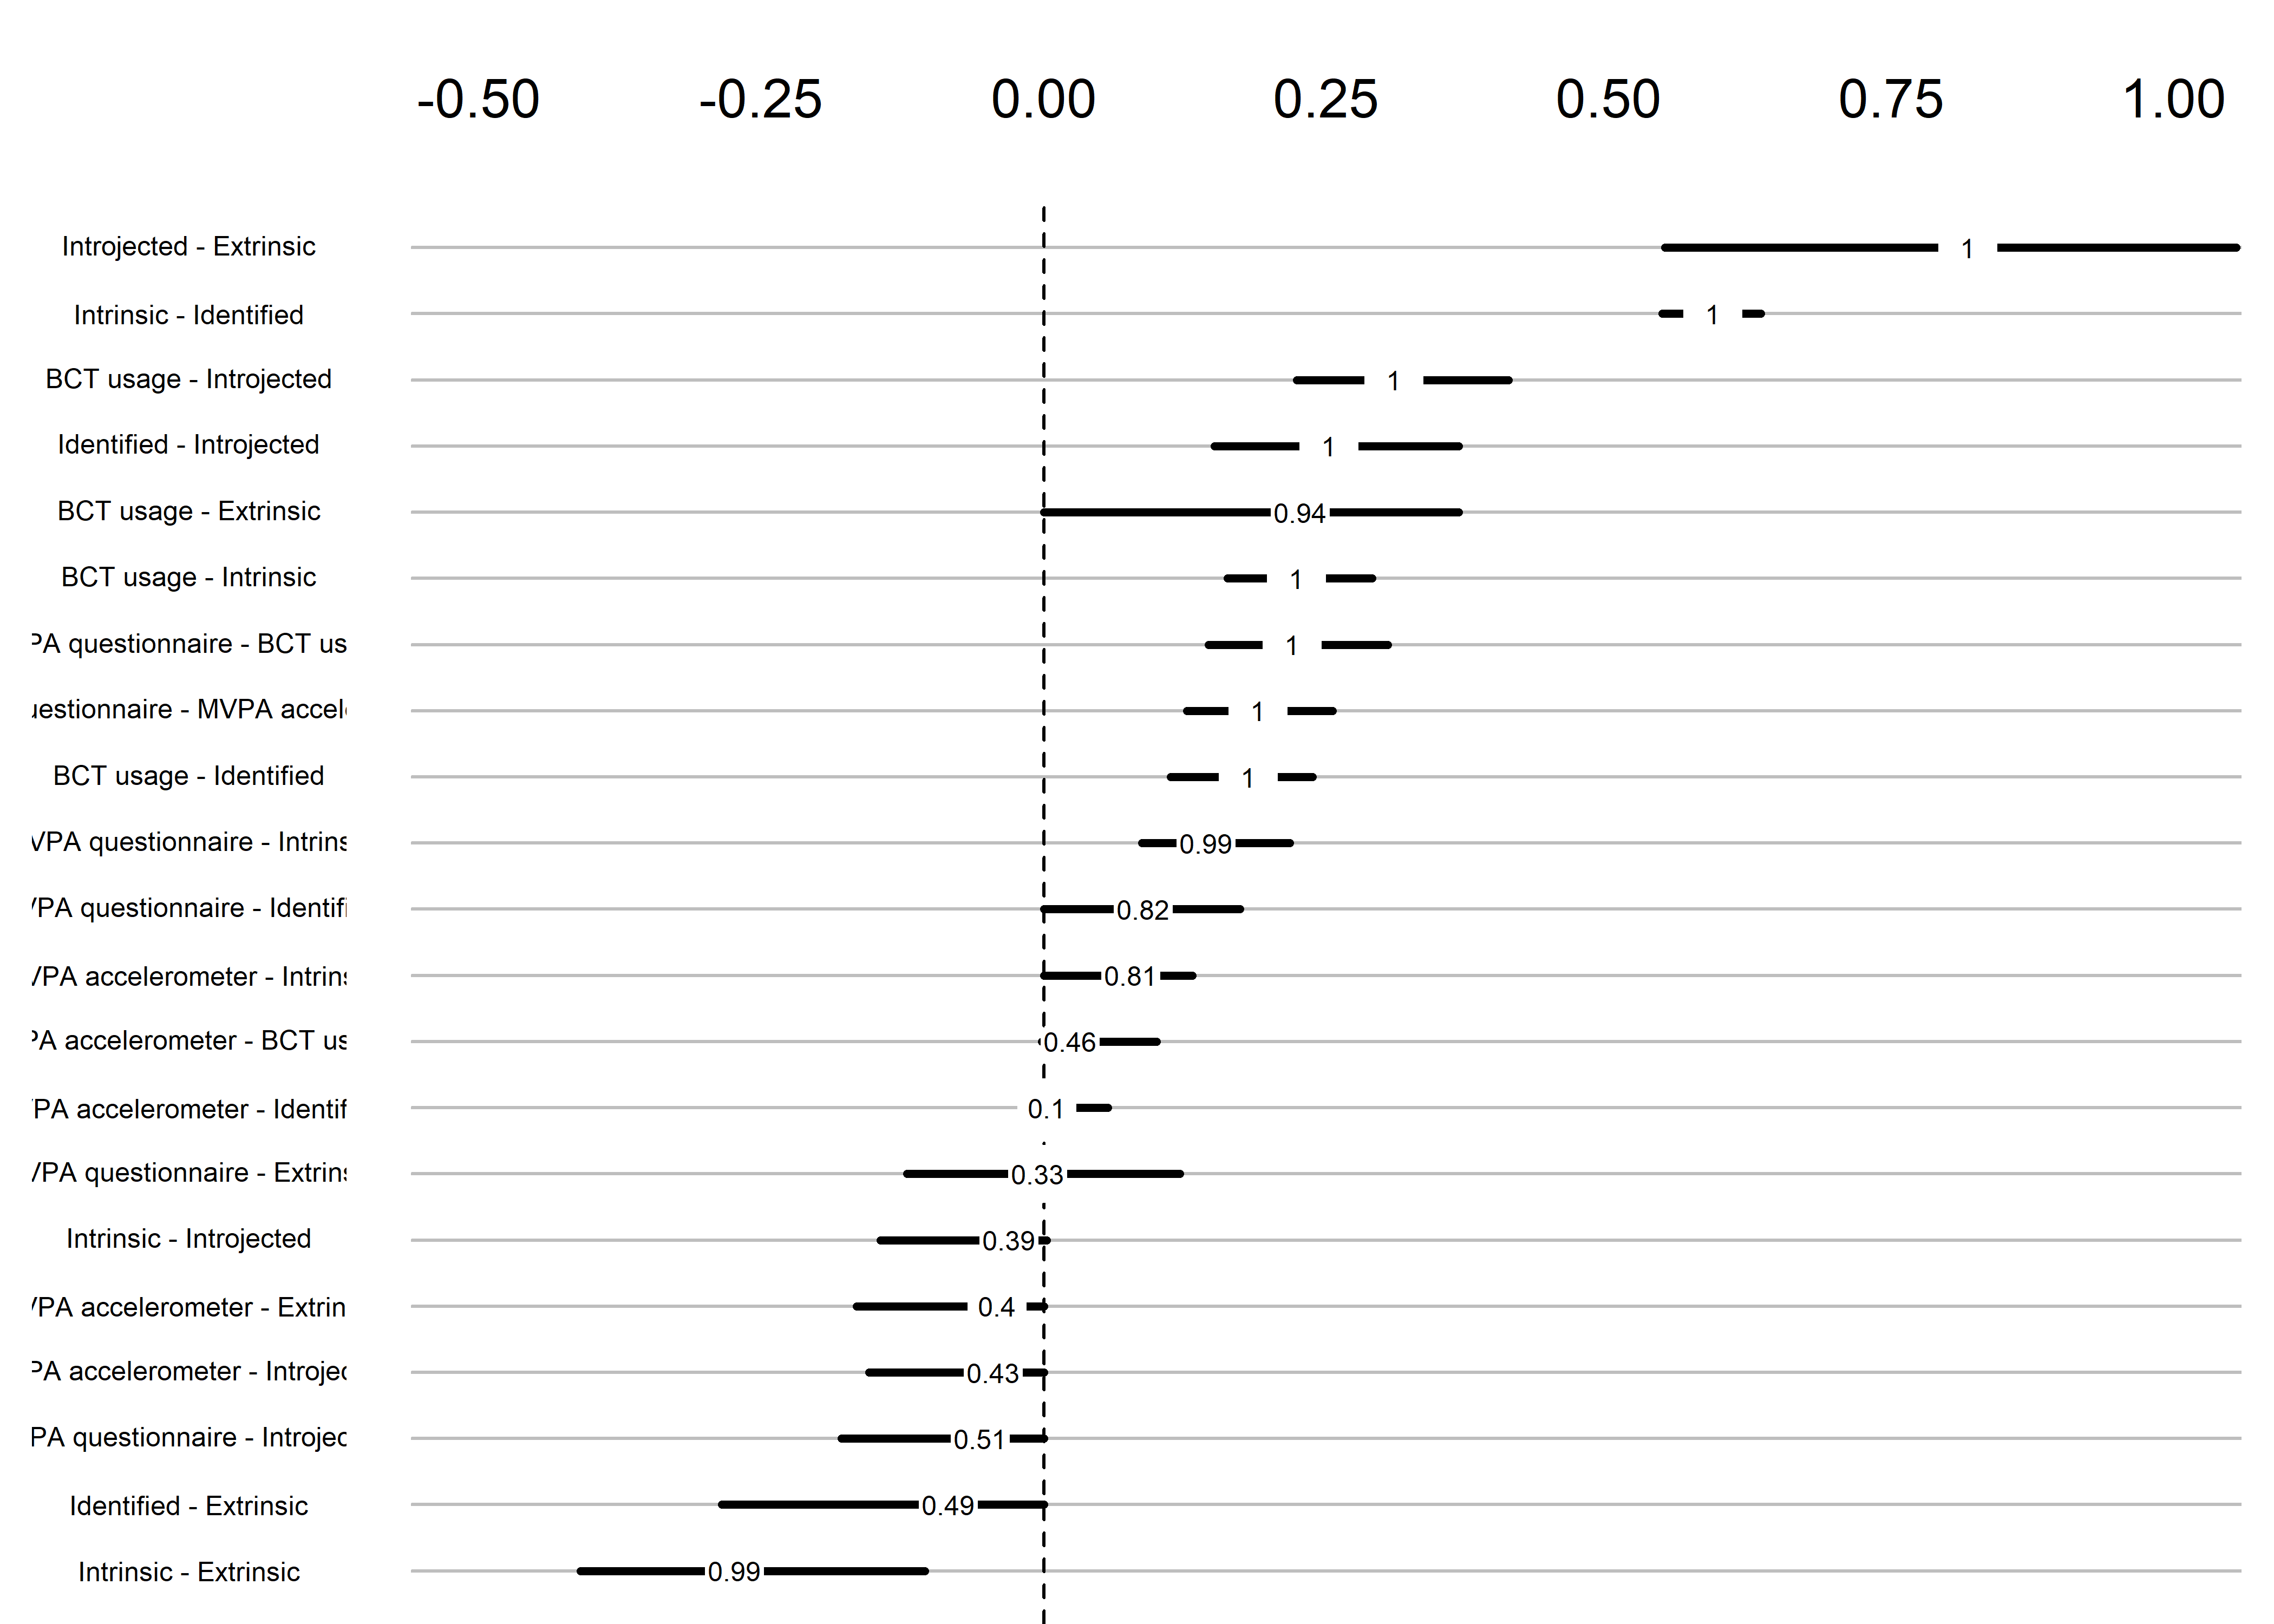 -0.50 -0.25 0.00 0.25 0.50 0.75 1.00
Introjected - Extrinsic 1
Intrinsic - Identified 1
BCT usage - Introjected 1
Identified - Introjected 1
BCT usage - Extrinsic 0.94
BCT usage - Intrinsic 1
PA questionnaire - BCT us 1
uestionnaire - MVPA accel 1
BCT usage - Identified 1
VPA questionnaire - Intrins 0.99
VPA questionnaire - Identifi 0.82
VPA accelerometer - Intrins 0.81
PA accelerometer - BCT us 0.46
PA accelerometer - Identif 0.1
VPA questionnaire - Extrins 0.33
Intrinsic - Introjected 0.39
VPA accelerometer - Extrin 0.4
PA accelerometer - Introjec 0.43
PA questionnaire - Introjec 0.51
Identified - Extrinsic 0.49
Intrinsic - Extrinsic 0.99